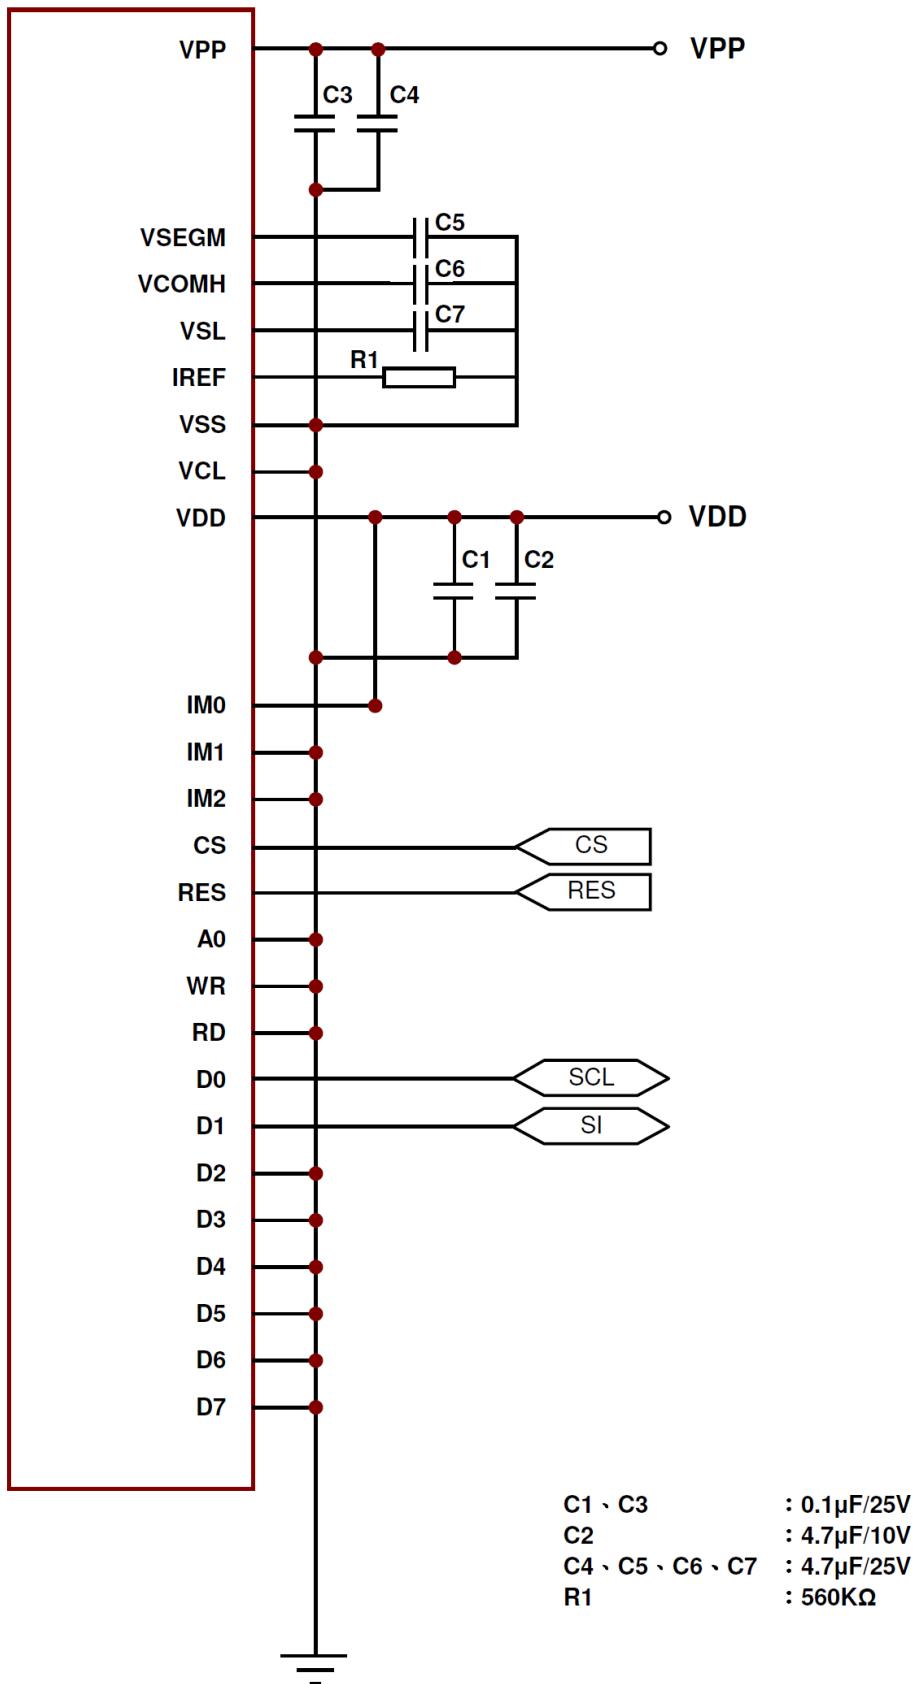 VPP
VPP
C3
C4
VSEGM
C5
VCOMH
C6
VSL
C7
IREF
R1
VSS
VCL
VDD
VDD
C1
C2
IM0
IM1
IM2
CS
CS
RES
RES
A0
WR
RD
D0
SCL
D1
SI
D2
D3
D4
D5
D6
D7
C1、C3 : 0.1μF/25V
C2 : 4.7μF/10V
C4、C5、C6、C7 : 4.7μF/25V
R1 : 560KΩ